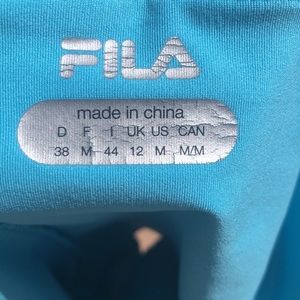 FILA
made in china
D F I UK US CAN
38 M 44 12 M M/M